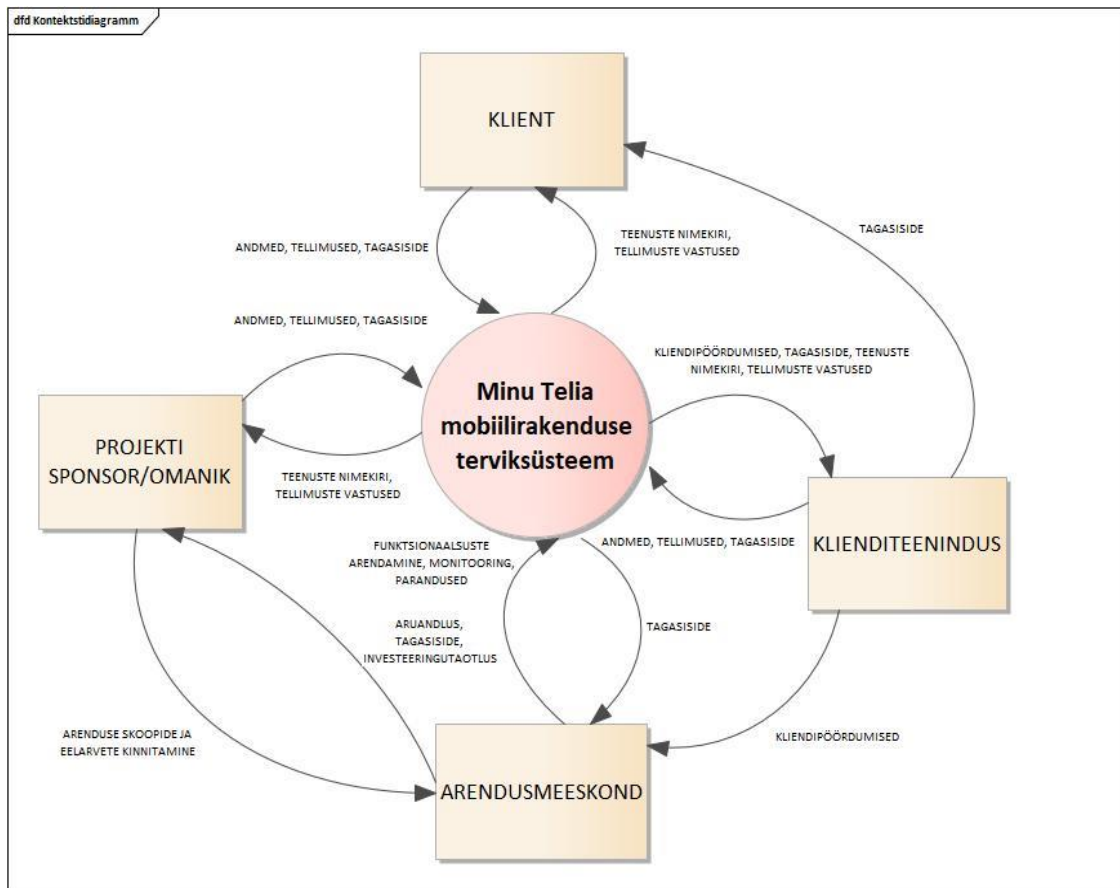 dfd Kontekstidiagramm
KLIENT
TAGASISIDE
TEENUSTE NIMEKIRI,
TELLIMUSTE VASTUSED
ANDMED, TELLIMUSED, TAGASISIDE
ANDMED, TELLIMUSED, TAGASISIDE
KLIENDIPÖÖRDUMISED, TAGASISIDE, TEENUSTE
NIMEKIRI, TELLIMUSTE VASTUSED
Minu Telia
mobiilirakenduse
terviksüsteem
PROJEKTI
SPONSOR/OMANIK
TEENUSTE NIMEKIRI,
TELLIMUSTE VASTUSED
KLIENDITEENINDUS
ANDMED, TELLIMUSED, TAGASISIDE
FUNKTSIONAALSUSTE
ARENDAMINE, MONITOORING,
PARANDUSED
ARUANDLUS,
TAGASISIDE,
INVESTEERINGUTAOTLUS
TAGASISIDE
ARENDUSE SKOOPIDE JA
EELARVETE KINNITAMINE
KLIENDIPÖÖRDUMISED
ARENDUSMEESKOND